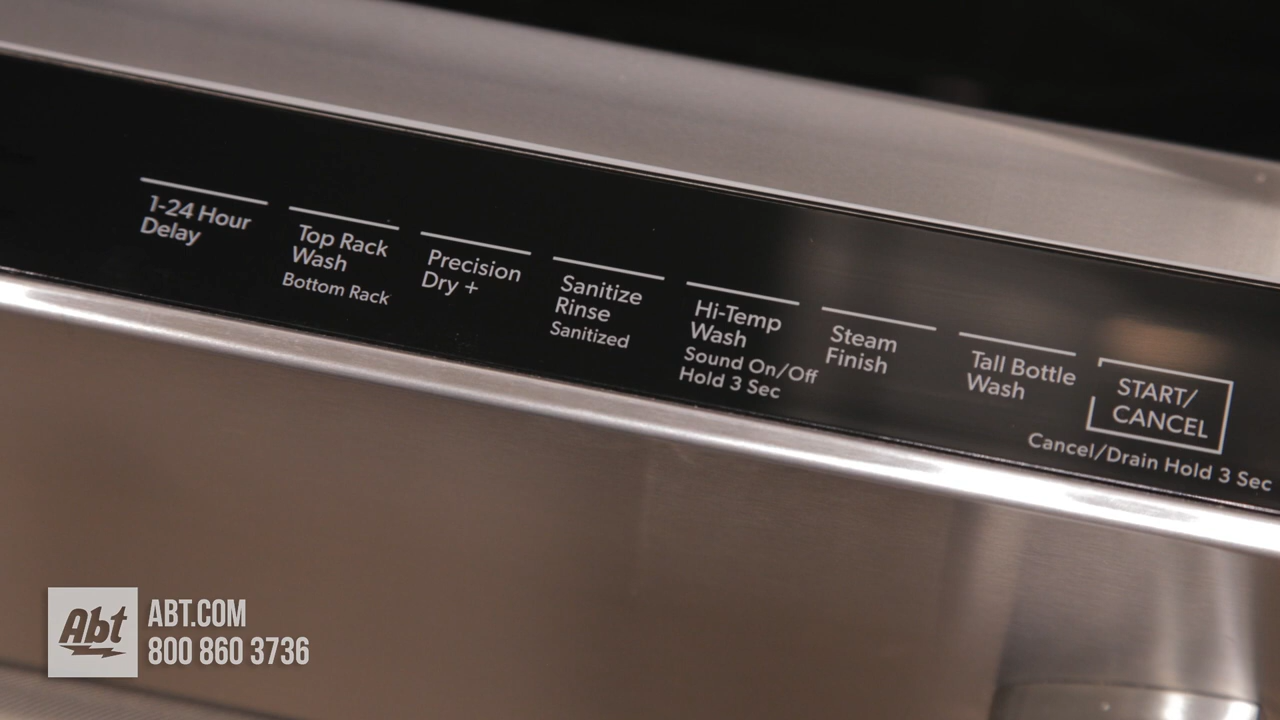 1-24 Hour
Delay
Top Rack
Wash
Bottom Rack
Precision
Dry +
Sanitize
Rinse
Sanitized
Hi-Temp
Wash
Sound On/Off
Hold 3 Sec
Steam
Finish
Tall Bottle
Wash
START/
CANCEL
Cancel/Drain Hold 3 Sec
Abt
ABT.COM
800 860 3736